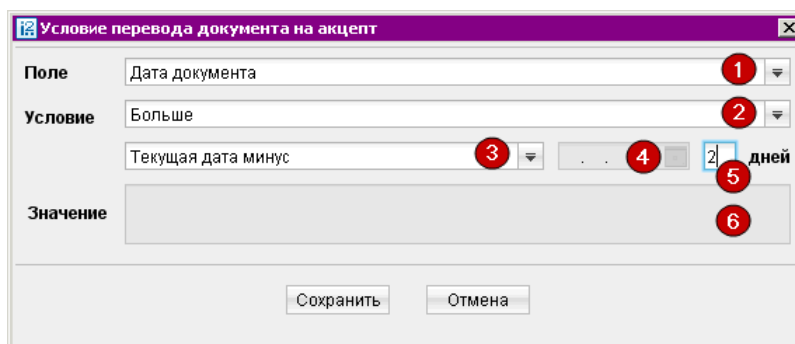 Условие перевода документа на акцепт
Поле Дата документа 1
Условие Больше 2
Текущая дата минус 3 . . 4 2 дней
5
Значение 6
Сохранить Отмена